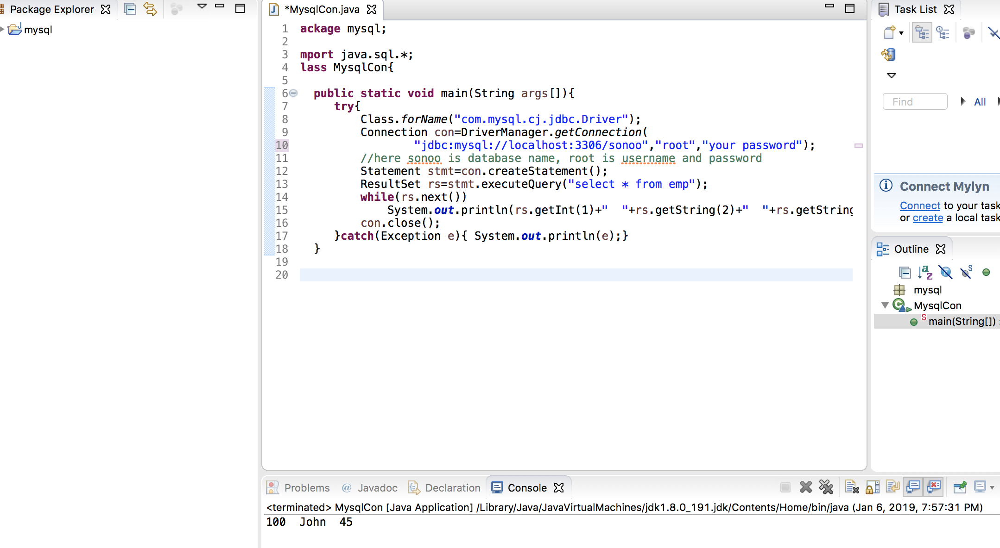 Package Explorer
mysql
*MysqlCon.java
1 ackage mysql;
2
3 mport java.sql.*;
4 lass MysqlCon{
5
6 public static void main(String args[]){
7 try{
8 Class.forName("com.mysql.cj.jdbc.Driver");
9 Connection con=DriverManager.getConnection(
10 "jdbc:mysql://localhost:3306/sonoo","root","your password");
11 //here sonoo is database name, root is username and password
12 Statement stmt=con.createStatement();
13 ResultSet rs=stmt.executeQuery("select * from emp");
14 while(rs.next())
15 System.out.println(rs.getInt(1)+"  "+rs.getString(2)+"  "+rs.getString
16 con.close();
17 }catch(Exception e){ System.out.println(e);}
18 }
19
20
Task List
Find
All
Connect Mylyn
Connect to your task
or create a local task
Outline
mysql
MysqlCon
main(String[]) :
Problems
@ Javadoc
Declaration
Console
<terminated> MysqlCon [Java Application] /Library/Java/JavaVirtualMachines/jdk1.8.0_191.jdk/Contents/Home/bin/java (Jan 6, 2019, 7:57:31 PM)
100  John  45